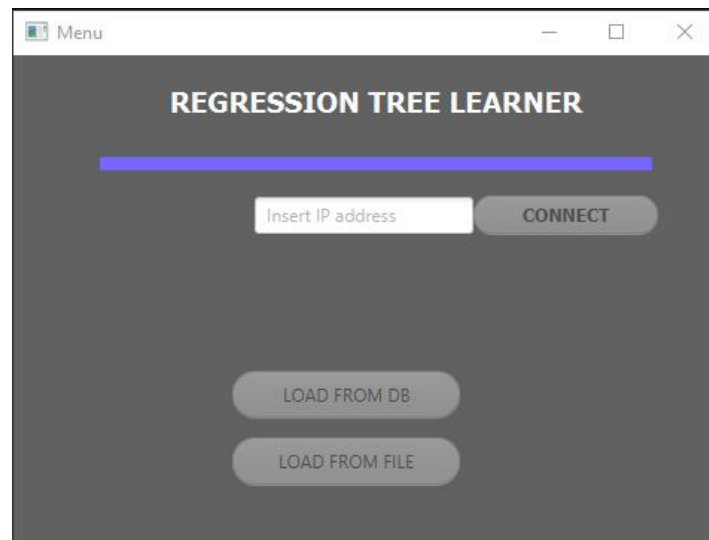 Menu
REGRESSION TREE LEARNER
Insert IP address
CONNECT
LOAD FROM DB
LOAD FROM FILE